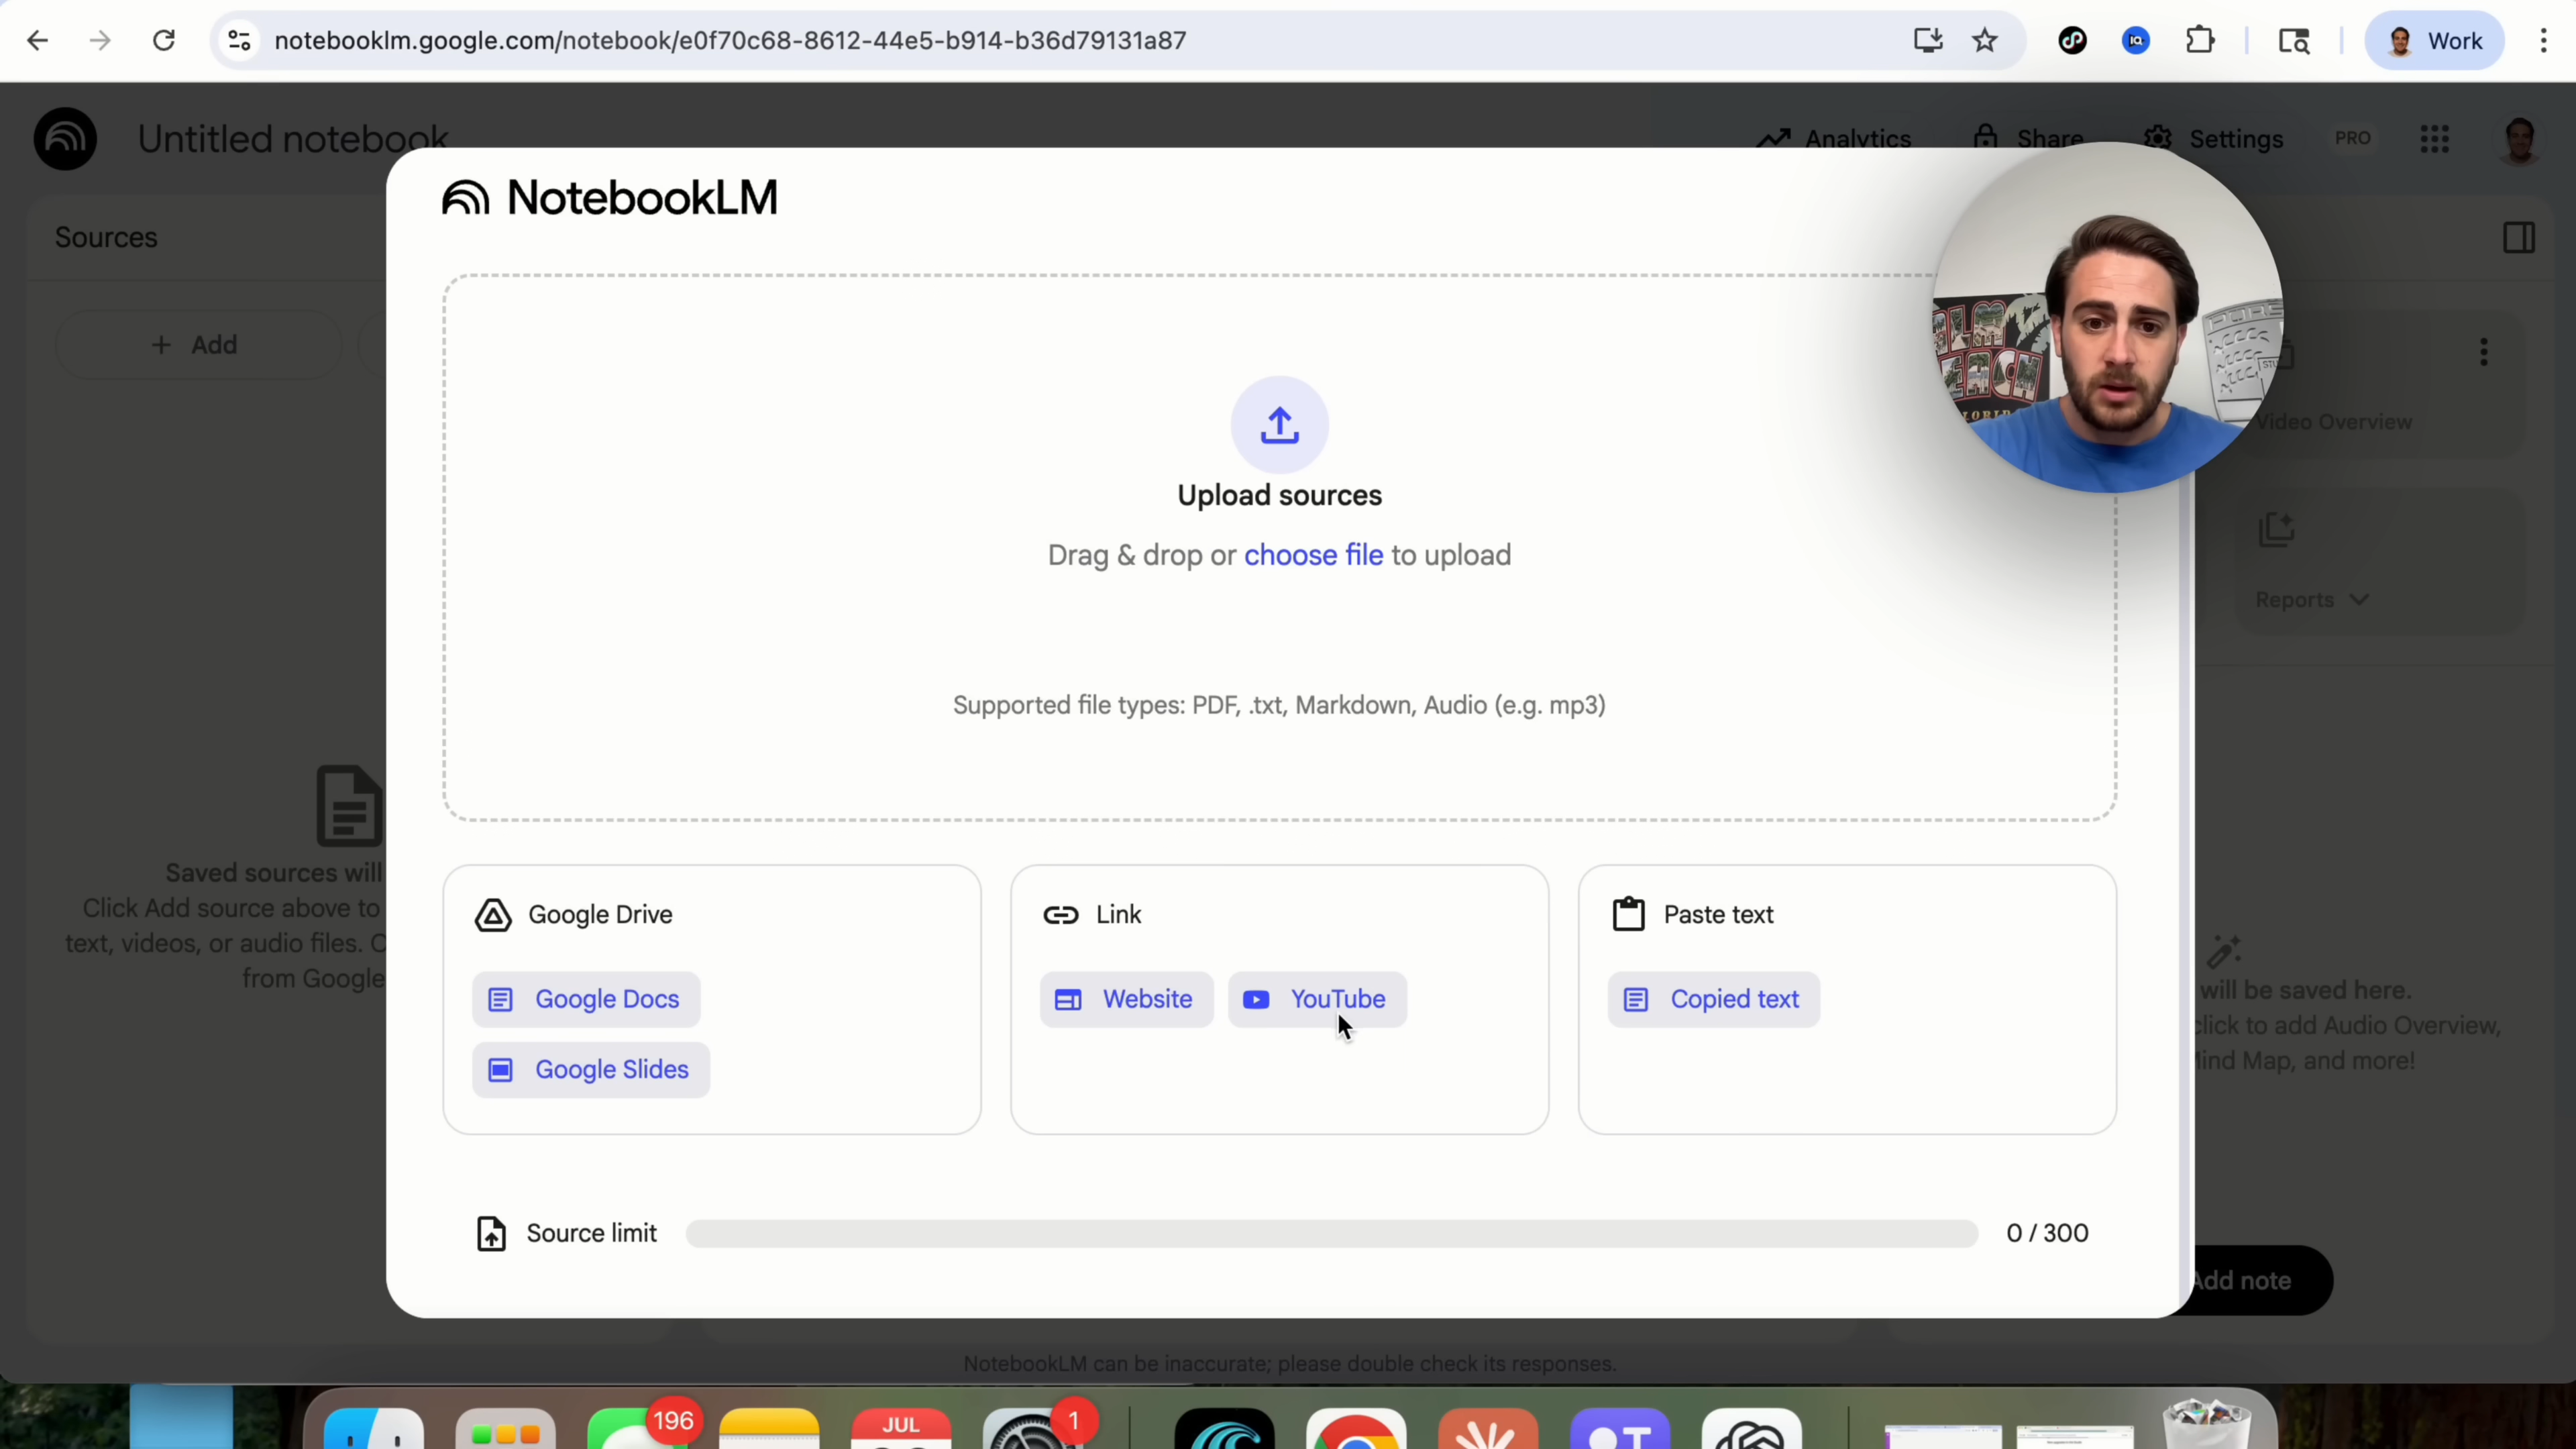 notebooklm.google.com/notebook/e0f70c68-8612-44e5-b914-b36d79131a87
Work
Untitled notebook
Analytics
Share
Settings
PRO
NotebookLM
Sources
+ Add
Upload sources
Drag & drop or choose file to upload
Supported file types: PDF, .txt, Markdown, Audio (e.g. mp3)
Video Overview
Reports
Saved sources will
Click Add source above to
text, videos, or audio files.
from Google
Google Drive
Google Docs
Google Slides
Link
Website
YouTube
Paste text
Copied text
will be saved here.
click to add Audio Overview,
Mind Map, and more!
Source limit
0 / 300
Add note
NotebookLM can be inaccurate; please double check its responses.
196
JUL
1
T